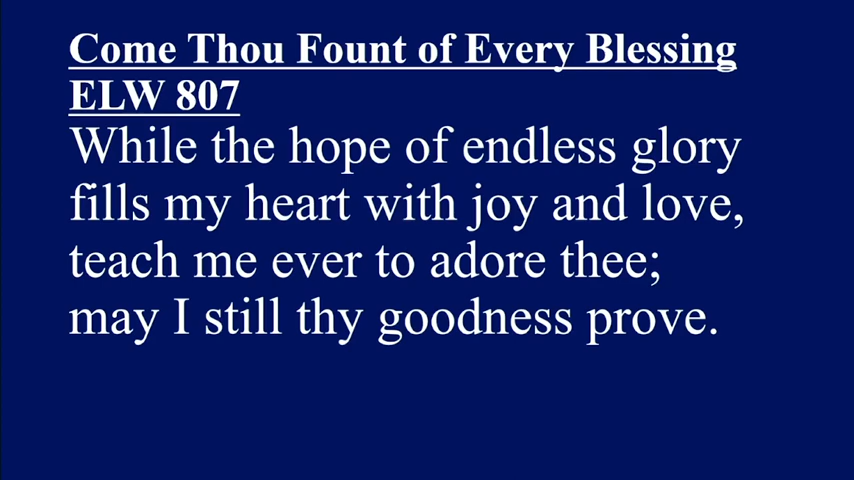 Come Thou Fount of Every Blessing
ELW 807
While the hope of endless glory
fills my heart with joy and love,
teach me ever to adore thee;
may I still thy goodness prove.